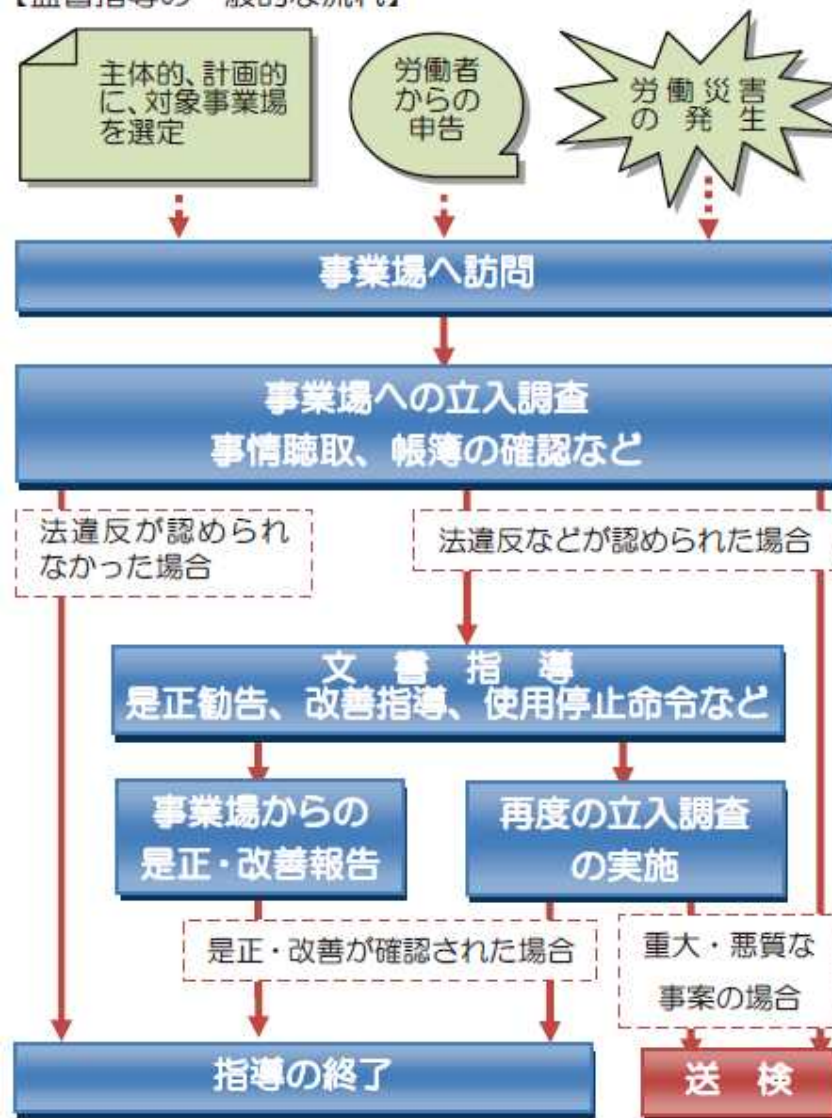 主体的、計画的
に、対象事業場
を選定
労働者
からの
申告
労働災害
の発生
事業場へ訪問
事業場への立入調査
事情聴取、帳簿の確認など
法違反が認められ
なかった場合
法違反などが認められた場合
文書指導
是正勧告、改善指導、使用停止命令など
事業場からの
是正・改善報告
再度の立入調査
の実施
是正・改善が確認された場合
重大・悪質な
事案の場合
指導の終了
送検